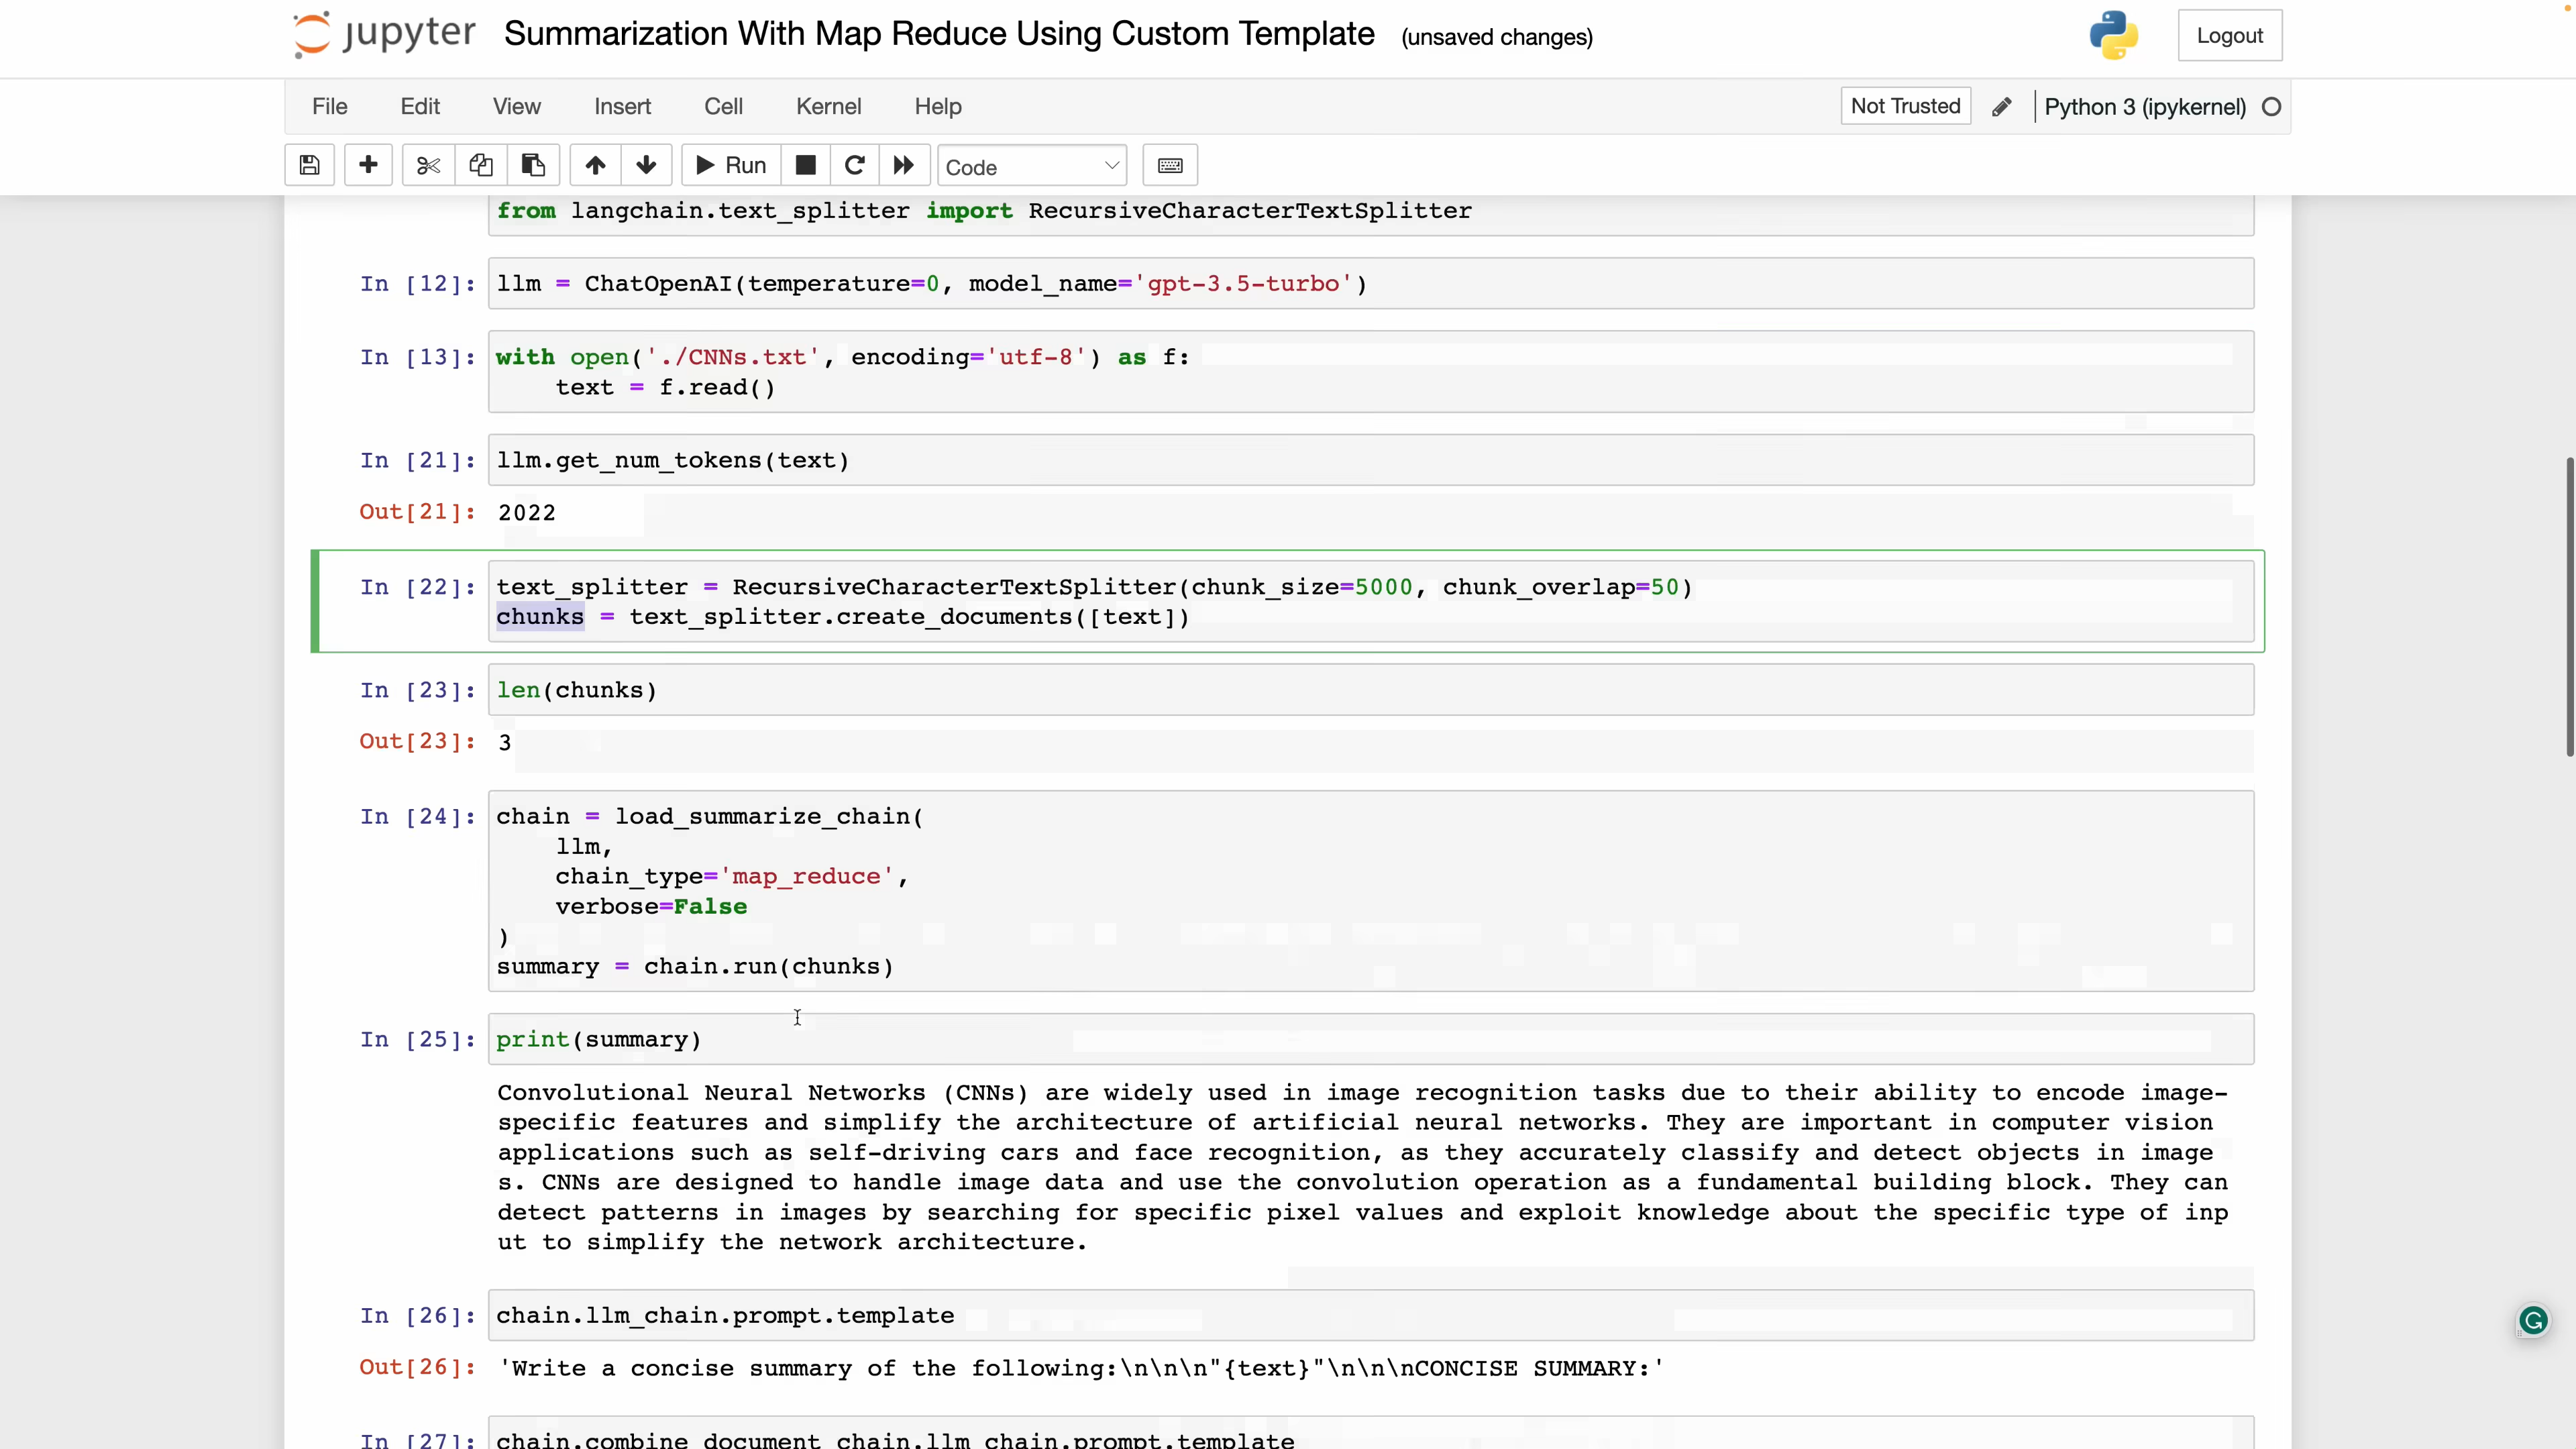 jupyter Summarization With Map Reduce Using Custom Template (unsaved changes) Logout
File Edit View Insert Cell Kernel Help Not Trusted Python 3 (ipykernel)
Run Code
from langchain.text_splitter import RecursiveCharacterTextSplitter
In [12]: llm = ChatOpenAI(temperature=0, model_name='gpt-3.5-turbo')
In [13]: with open('./CNNs.txt', encoding='utf-8') as f:
text = f.read()
In [21]: llm.get_num_tokens(text)
Out[21]: 2022
In [22]: text_splitter = RecursiveCharacterTextSplitter(chunk_size=5000, chunk_overlap=50)
chunks = text_splitter.create_documents([text])
In [23]: len(chunks)
Out[23]: 3
In [24]: chain = load_summarize_chain(
llm,
chain_type='map_reduce',
verbose=False
)
summary = chain.run(chunks)
In [25]: print(summary)
Convolutional Neural Networks (CNNs) are widely used in image recognition tasks due to their ability to encode image-
specific features and simplify the architecture of artificial neural networks. They are important in computer vision
applications such as self-driving cars and face recognition, as they accurately classify and detect objects in image
s. CNNs are designed to handle image data and use the convolution operation as a fundamental building block. They can
detect patterns in images by searching for specific pixel values and exploit knowledge about the specific type of inp
ut to simplify the network architecture.
In [26]: chain.llm_chain.prompt.template
Out[26]: 'Write a concise summary of the following:\n\n\n"{text}"\n\n\nCONCISE SUMMARY:'
In [27]: chain.combine_document_chain.llm_chain.prompt.template